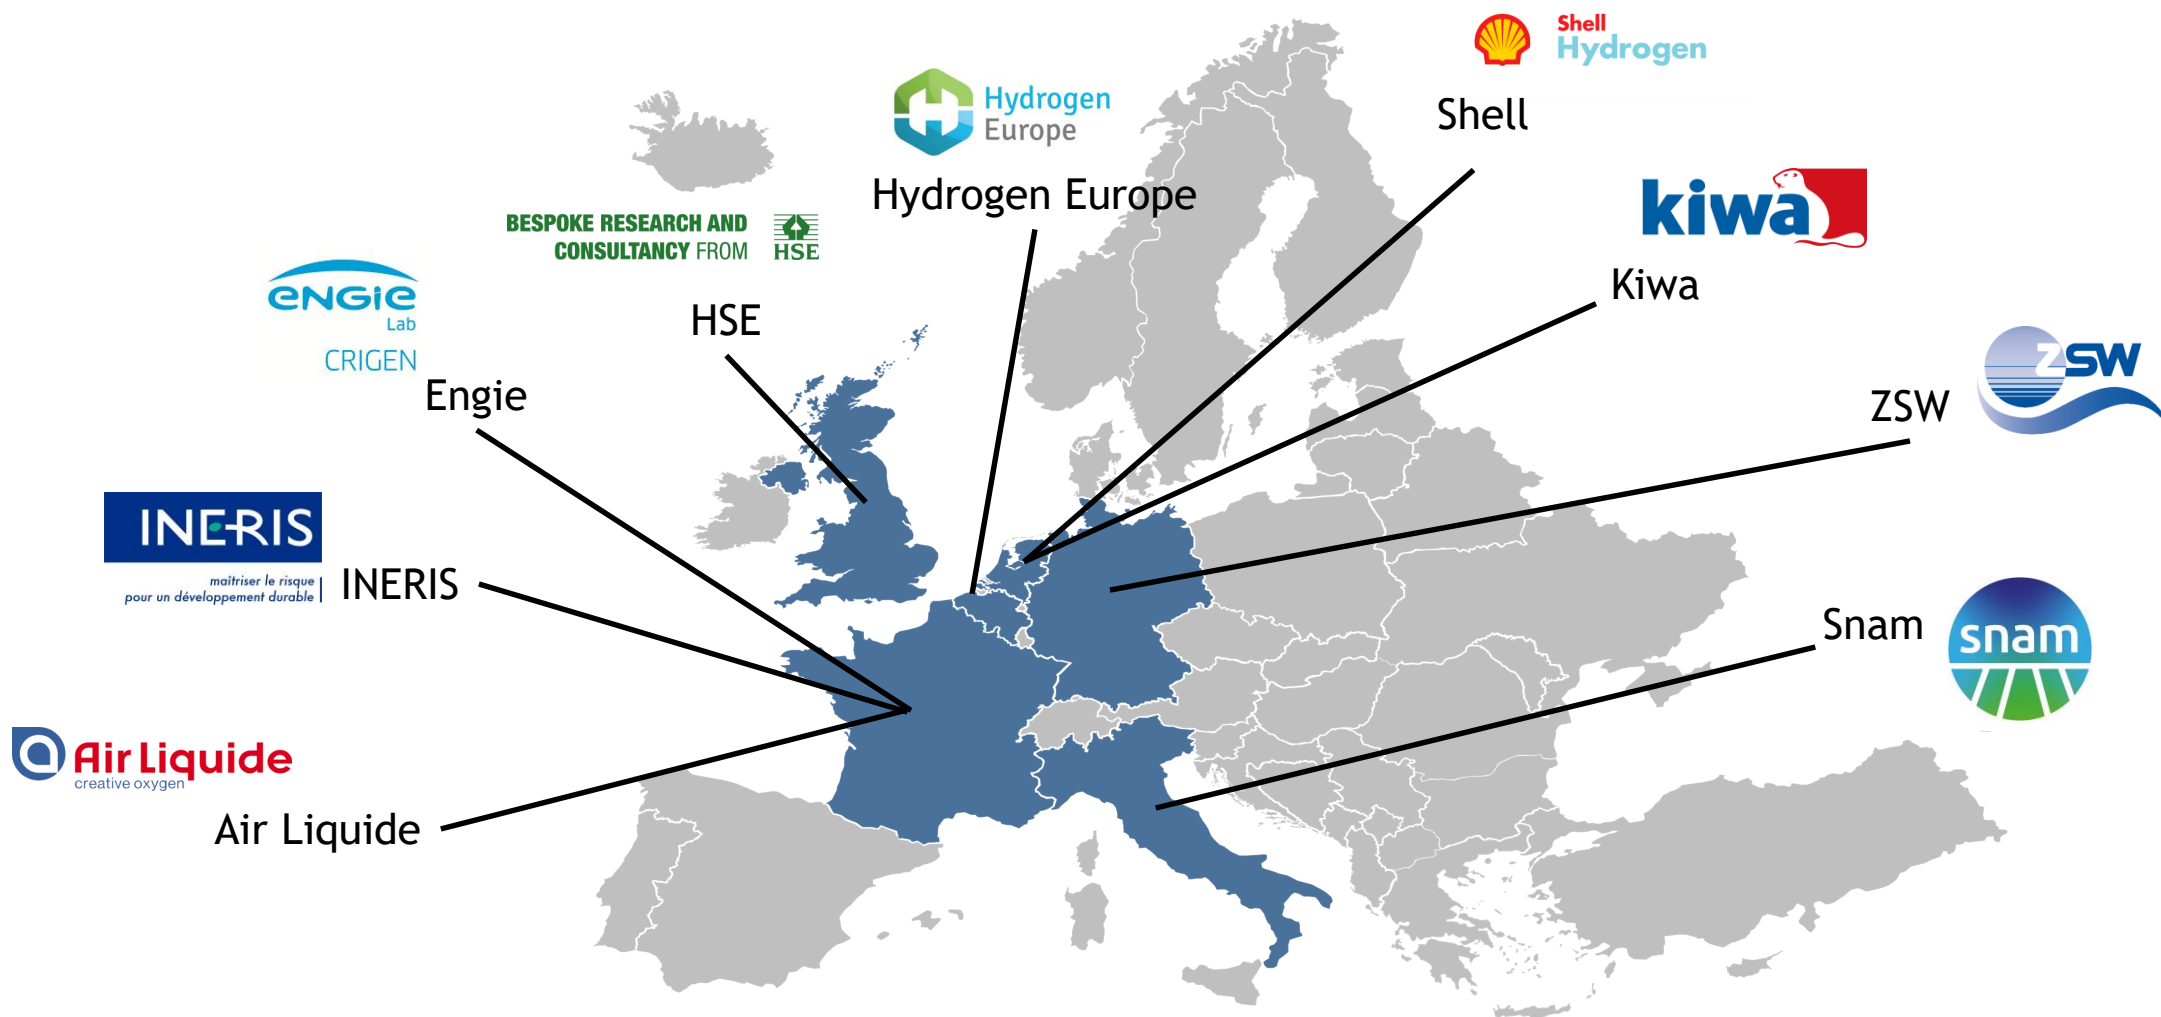 Shell
Hydrogen
Shell
Hydrogen
Europe
Hydrogen Europe
kiwa
Kiwa
BESPOKE RESEARCH AND
CONSULTANCY FROM
HSE
HSE
ENGIE
Lab
CRIGEN
Engie
ZSW
ZSW
INERIS
maîtriser le risque
pour un développement durable
INERIS
Snam
snam
Air Liquide
creative oxygen
Air Liquide